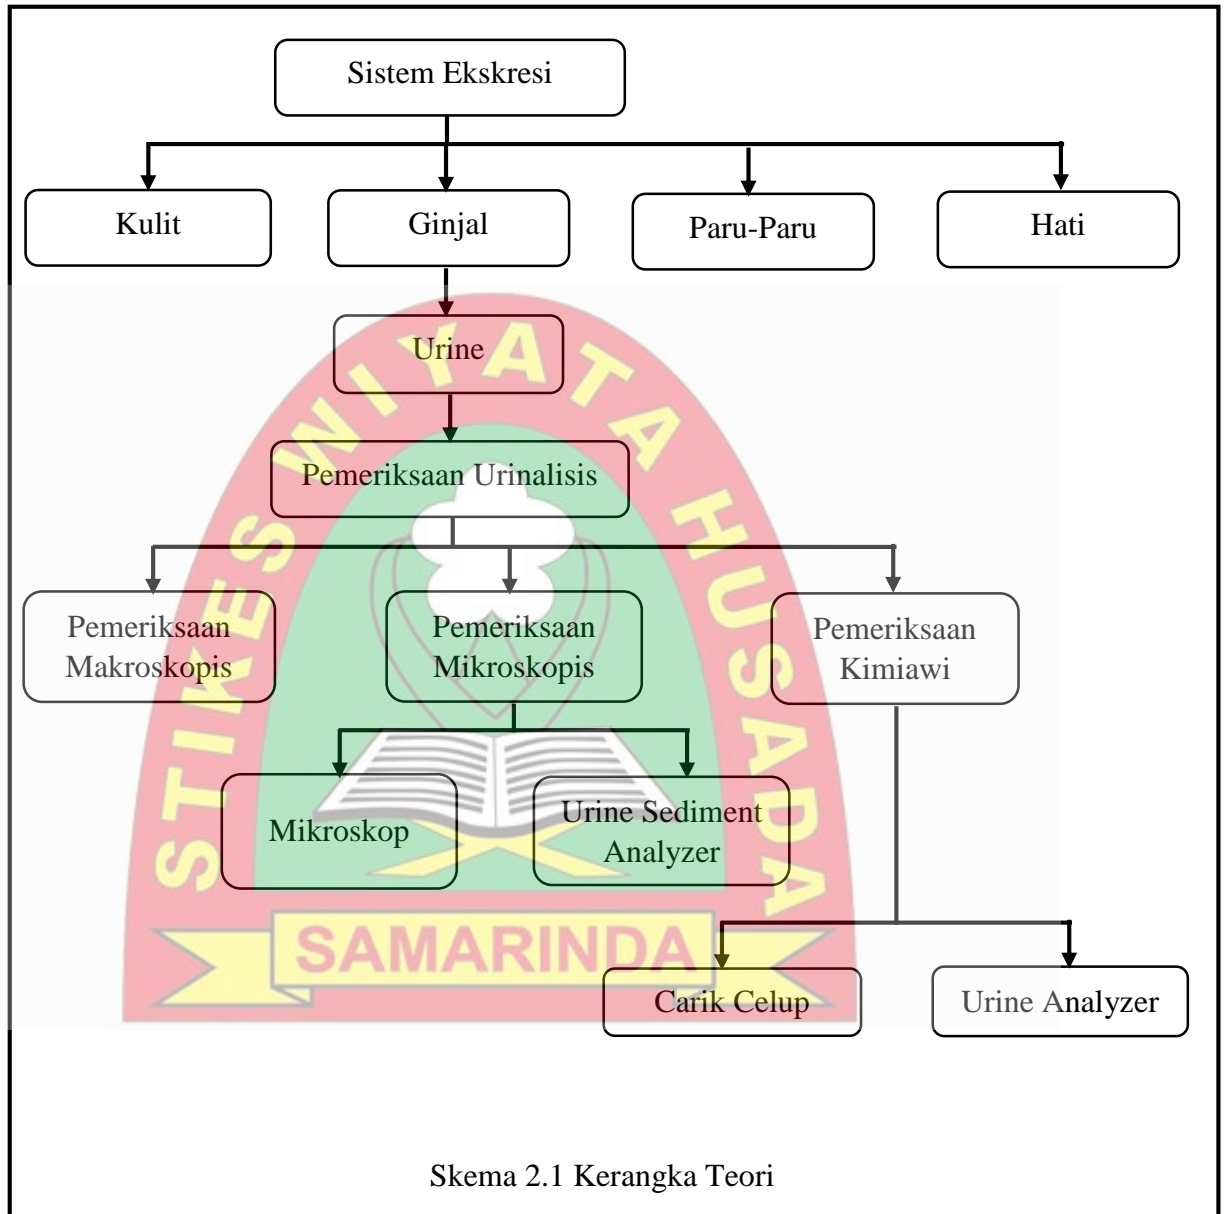 Sistem Ekskresi
Kulit
Ginjal
Paru-Paru
Hati
Urine
Pemeriksaan Urinalisis
Pemeriksaan
Makroskopis
Pemeriksaan
Mikroskopis
Pemeriksaan
Kimiawi
Mikroskop
Urine Sediment
Analyzer
Carik Celup
Urine Analyzer
STIKES WIYATA HUSADA
SAMARINDA
Skema 2.1 Kerangka Teori